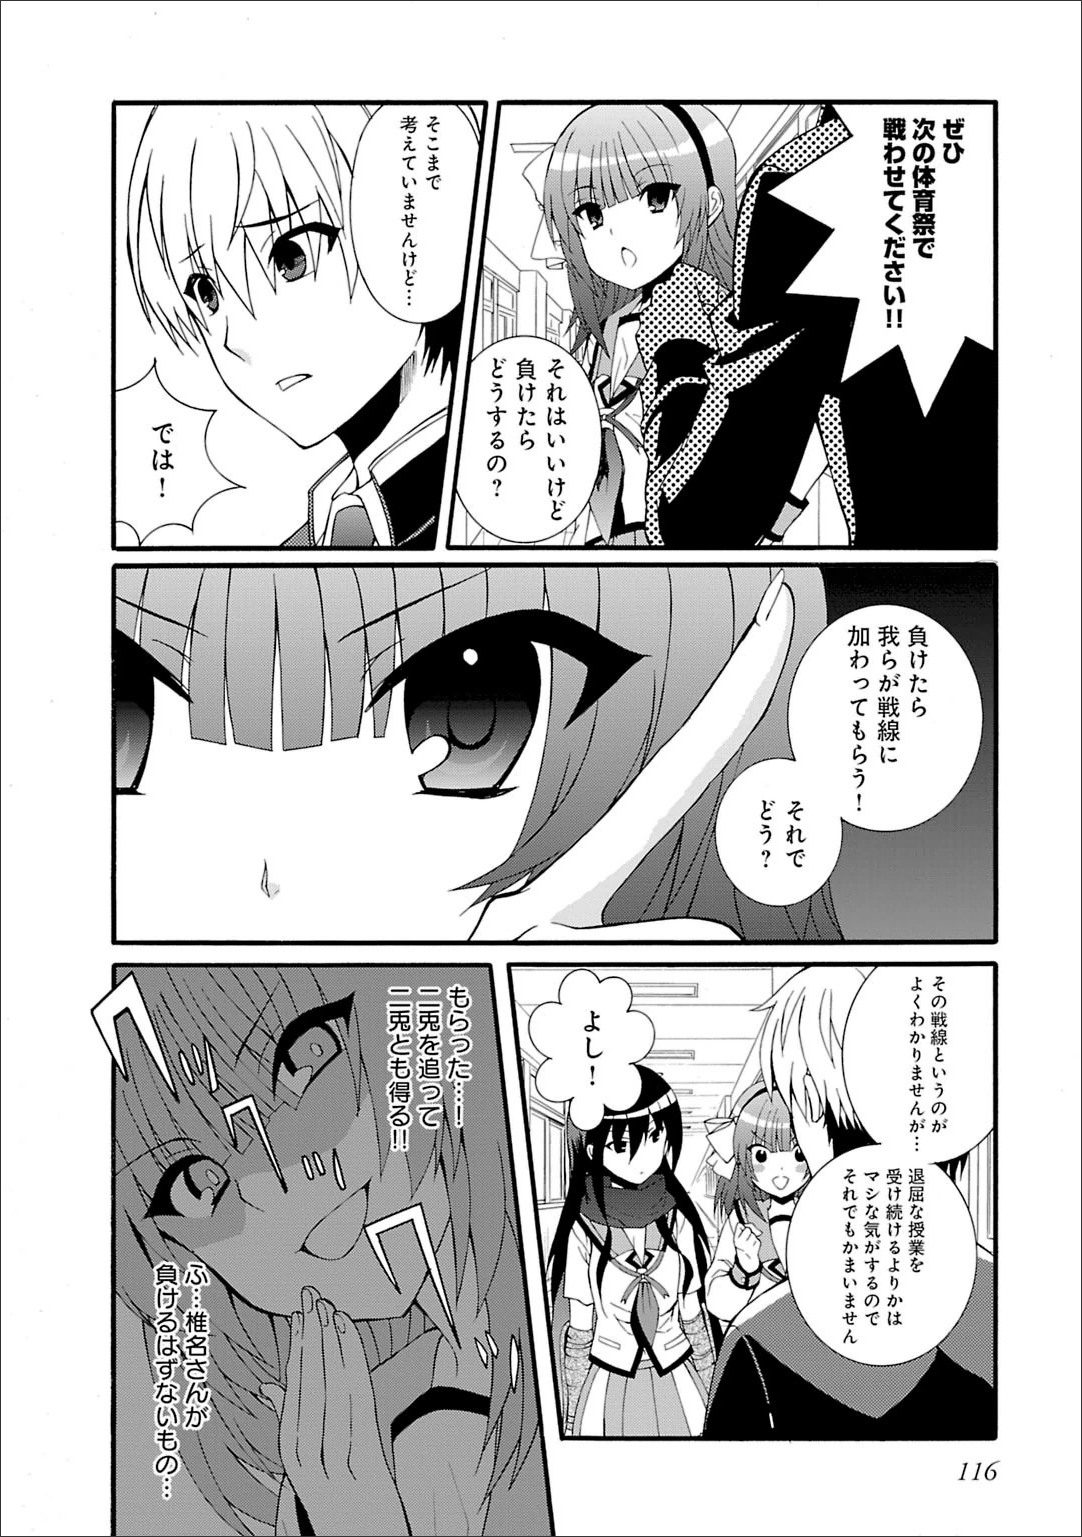 ぜひ
次の体育祭で
戦わせてください!!
それはいいけど
負けたら
どうするの?
そこまで
考えていませんけど…
では!
負けたら
我らが戦線に
加わってもらう!
それで
どう?
その戦線というのが
よくわかりませんが…
退屈な授業を
受け続けるよりかは
マシな気がするので
それでもかまいません
よし!
もらった…!
二兎を追って
二兎とも得る!!
フ
フ
フ
ふ…椎名さんが
負けるはずないもの…
116